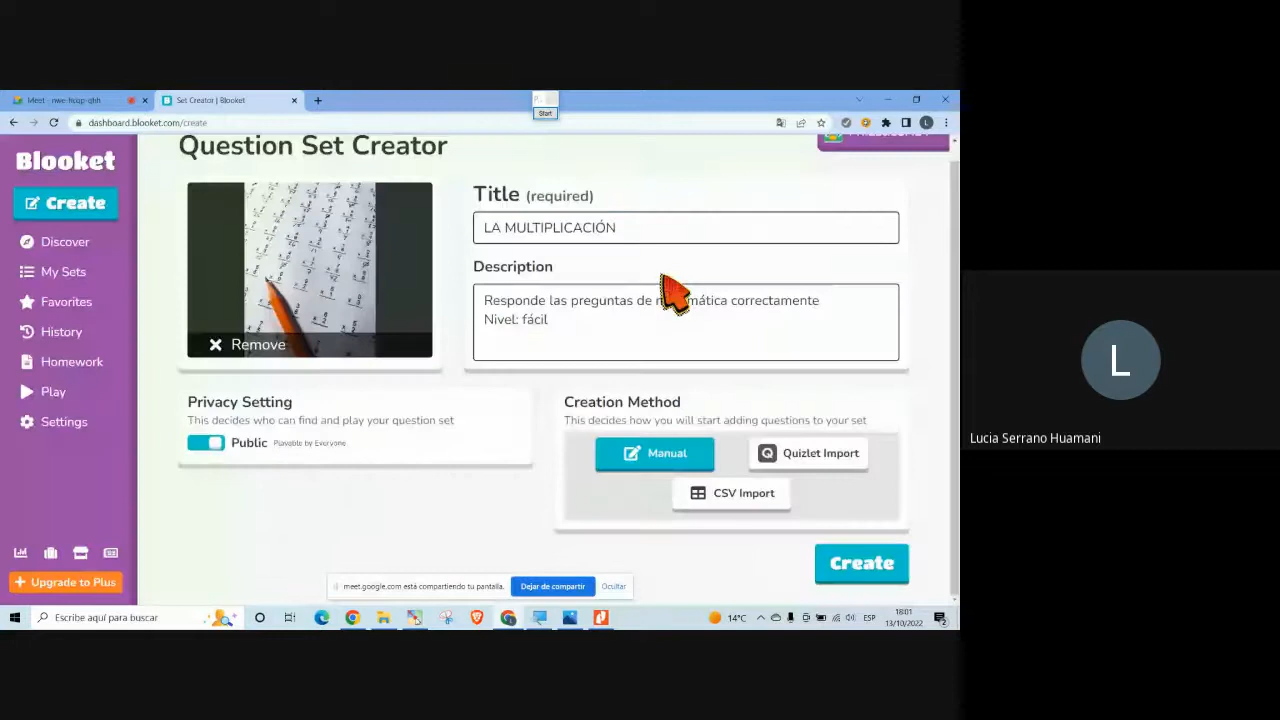 Meet - nwe-huqp-qhh
Set Creator | Blooket
Start
dashboard.blooket.com/create
Blooket
Create
Discover
My Sets
Favorites
History
Homework
Play
Settings
Upgrade to Plus
Question Set Creator
Remove
Title (required)
LA MULTIPLICACIÓN
Description
Responde las preguntas de matemática correctamente
Nivel: fácil
Privacy Setting
This decides who can find and play your question set
Public Playable by Everyone
Creation Method
This decides how you will start adding questions to your set
Manual
Quizlet Import
CSV Import
Create
meet.google.com está compartiendo tu pantalla.
Dejar de compartir
Ocultar
Escribe aquí para buscar
14°C
ESP
18:01
13/10/2022
2
L
Lucia Serrano Huamani